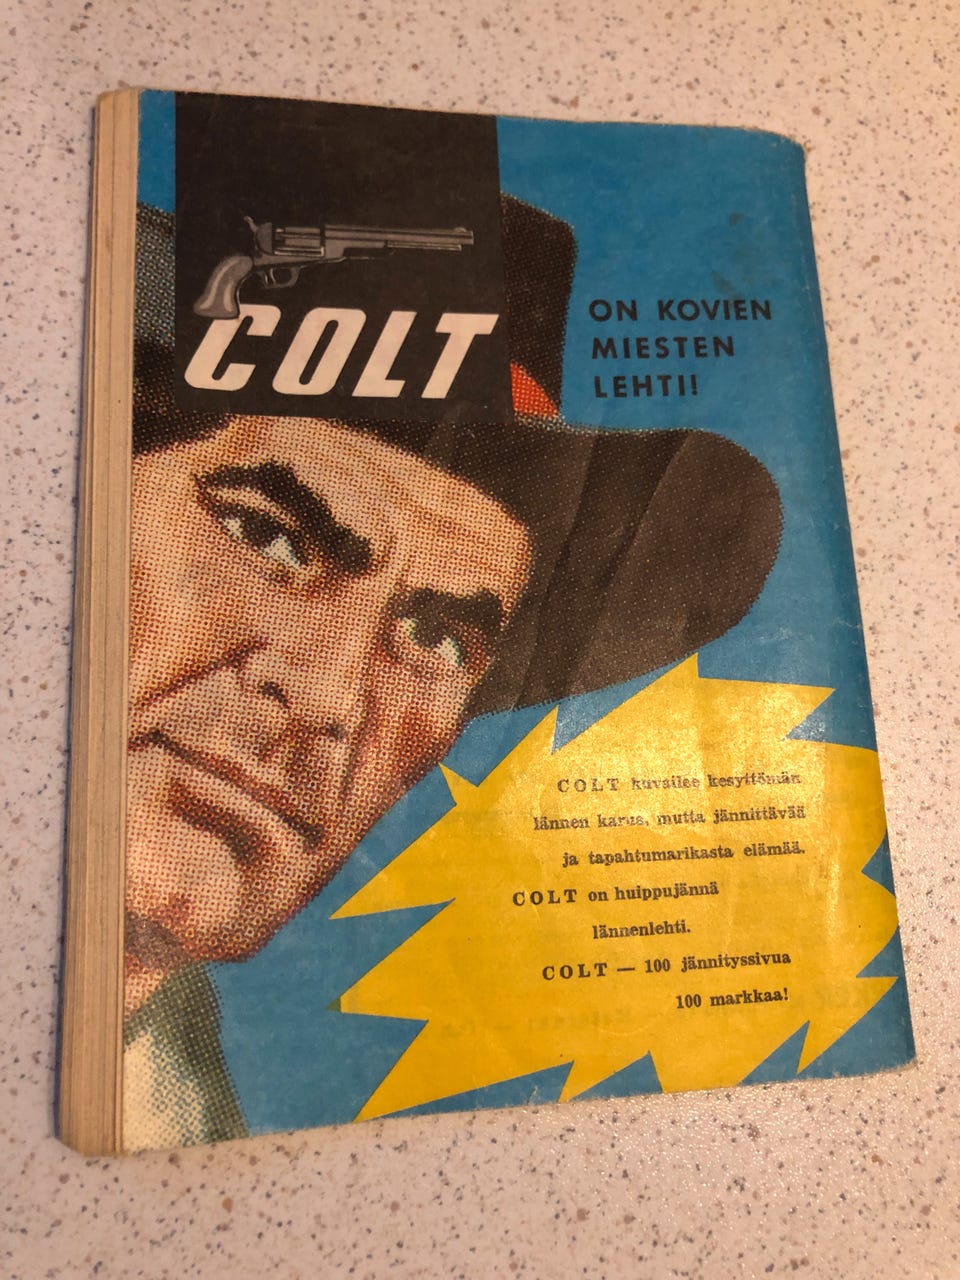 COLT
ON KOVIEN
MIESTEN
LEHTI!
COLT kuvailee kesyttömän
lännen karus, mutta jännittävää
ja tapahtumarikasta elämää.
COLT on huippujännä
lännenlehti.
COLT — 100 jännityssivua
100 markkaa!